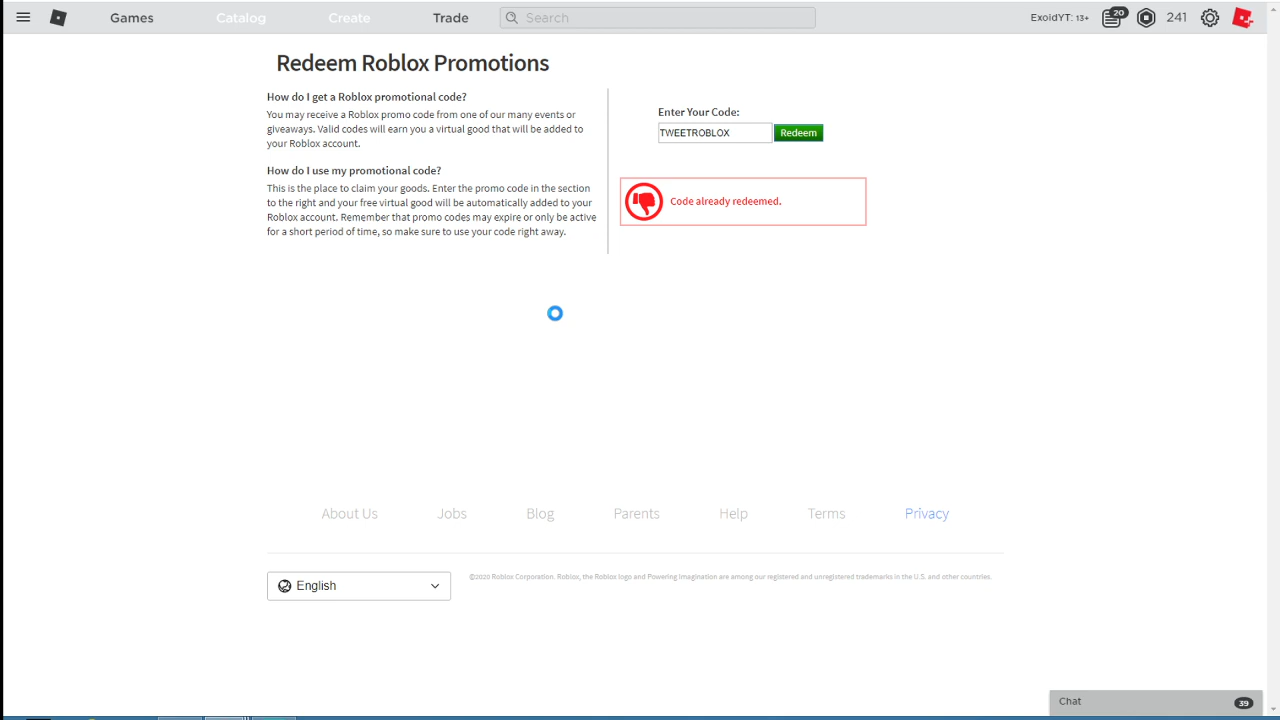 Games Catalog Create Trade Search ExoidYT: 13+ 20 241
Redeem Roblox Promotions
How do I get a Roblox promotional code?
You may receive a Roblox promo code from one of our many events or
giveaways. Valid codes will earn you a virtual good that will be added to
your Roblox account.
How do I use my promotional code?
This is the place to claim your goods. Enter the promo code in the section
to the right and your free virtual good will be automatically added to your
Roblox account. Remember that promo codes may expire or only be active
for a short period of time, so make sure to use your code right away.
Enter Your Code:
TWEETROBLOX Redeem
Code already redeemed.
About Us Jobs Blog Parents Help Terms Privacy
English
©2020 Roblox Corporation. Roblox, the Roblox logo and Powering Imagination are among our registered and unregistered trademarks in the U.S. and other countries.
Chat 39